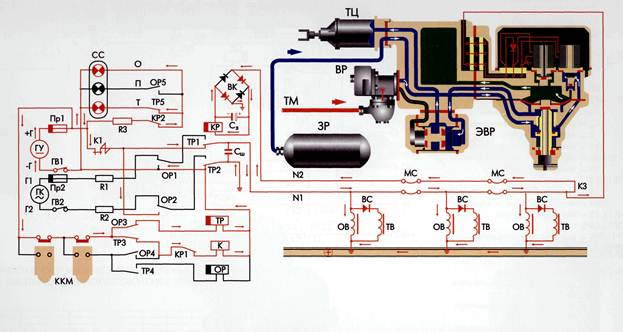 ТЦ
СС
О
П
ОР5
Т
ТР5
R3
КР2
ВК
ВР
ТМ
ЗР
ЭВР
Пр1
+Г
ГУ
-Г
К1
КР
Сз
ТР1
Сш
ГВ1
Г1
Пр2
ГК
Г2
ГВ2
R1
R2
ОР1
ТР2
ОР2
N2
N1
МС
МС
КЗ
ОР3
ТР3
ТР
ОР4
КР1
К
ТР4
ОР
ККМ
ВС
ОВ
ТВ
ВС
ОВ
ТВ
ВС
ОВ
ТВ